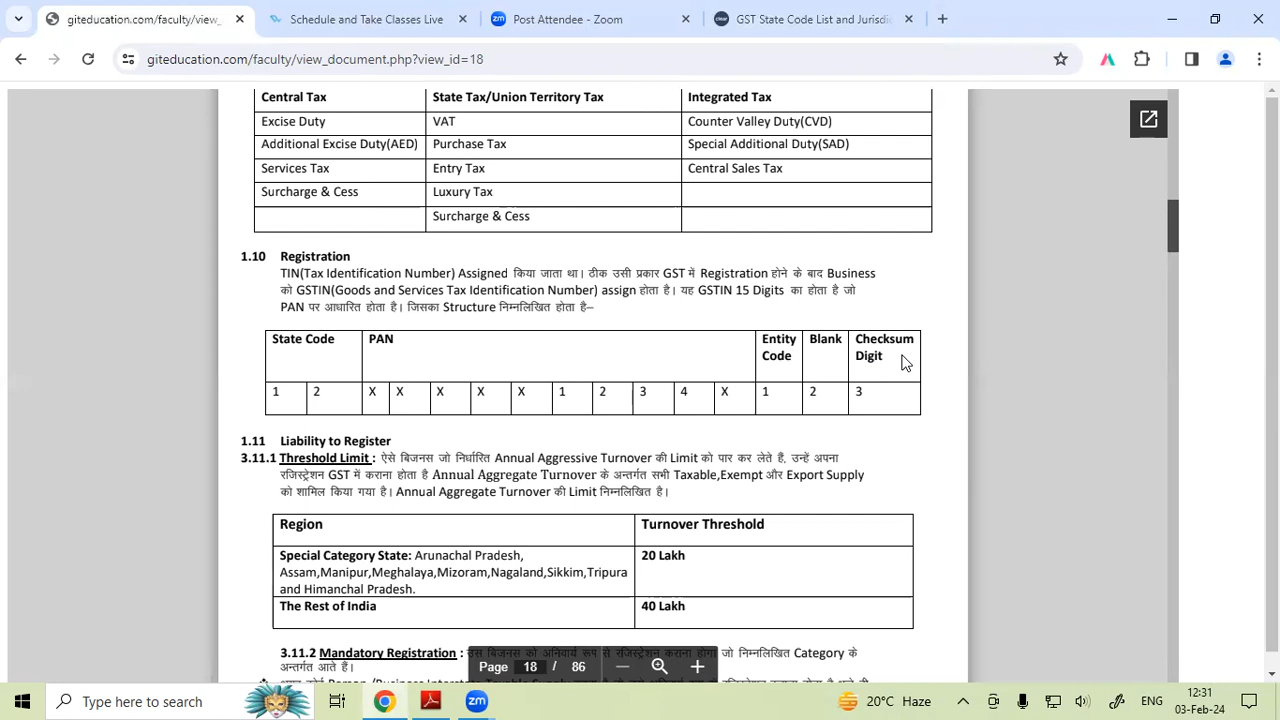 giteducation.com/faculty/view_
Schedule and Take Classes Live
zm Post Attendee - Zoom
clear GST State Code List and Jurisdic
giteducation.com/faculty/view_document.php?view_id=18
Central Tax State Tax/Union Territory Tax Integrated Tax
Excise Duty VAT Counter Valley Duty(CVD)
Additional Excise Duty(AED) Purchase Tax Special Additional Duty(SAD)
Services Tax Entry Tax Central Sales Tax
Surcharge & Cess Luxury Tax
Surcharge & Cess
1.10 Registration
TIN(Tax Identification Number) Assigned किया जाता था। ठीक उसी प्रकार GST में Registration होने के बाद Business
को GSTIN(Goods and Services Tax Identification Number) assign होता है। यह GSTIN 15 Digits का होता है जो
PAN पर आधारित होता है। जिसका Structure निम्नलिखित होता है–
State Code PAN Entity Code Blank Checksum Digit
1 2 X X X X X 1 2 3 4 X 1 2 3
1.11 Liability to Register
3.11.1 Threshold Limit : ऐसे बिजनस जो निर्धारित Annual Aggressive Turnover की Limit को पार कर लेते हैं, उन्हें अपना
रजिस्ट्रेशन GST में कराना होता है Annual Aggregate Turnover के अन्तर्गत सभी Taxable,Exempt और Export Supply
को शामिल किया गया है। Annual Aggregate Turnover की Limit निम्नलिखित है।
Region Turnover Threshold
Special Category State: Arunachal Pradesh, 20 Lakh
Assam,Manipur,Meghalaya,Mizoram,Nagaland,Sikkim,Tripura
and Himanchal Pradesh.
The Rest of India 40 Lakh
3.11.2 Mandatory Registration : उस बिजनस को अनिवार्य रूप से रजिस्ट्रेशन कराना होगा जो निम्नलिखित Category के
अन्तर्गत आते हैं।
Page 18 / 86
Type here to search
20°C Haze
ENG
12:31
03-Feb-24